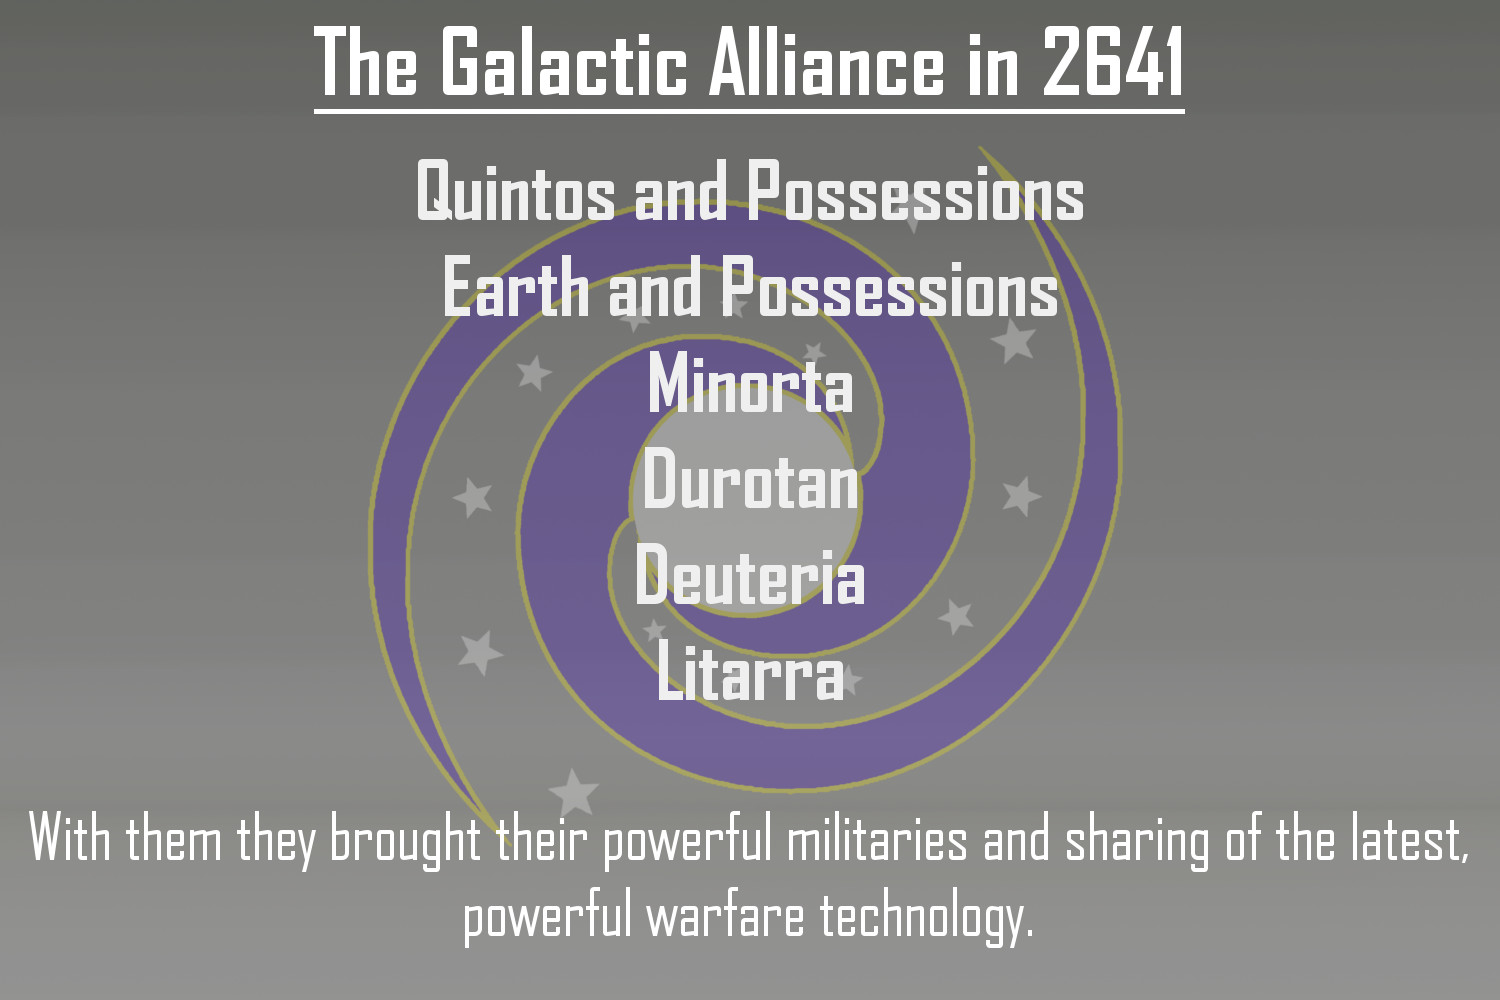 The Galactic Alliance in 2641
Quintos and Possessions
Earth and Possessions
Minorta
Durotan
Deuteria
Litarra
With them they brought their powerful militaries and sharing of the latest,
powerful warfare technology.